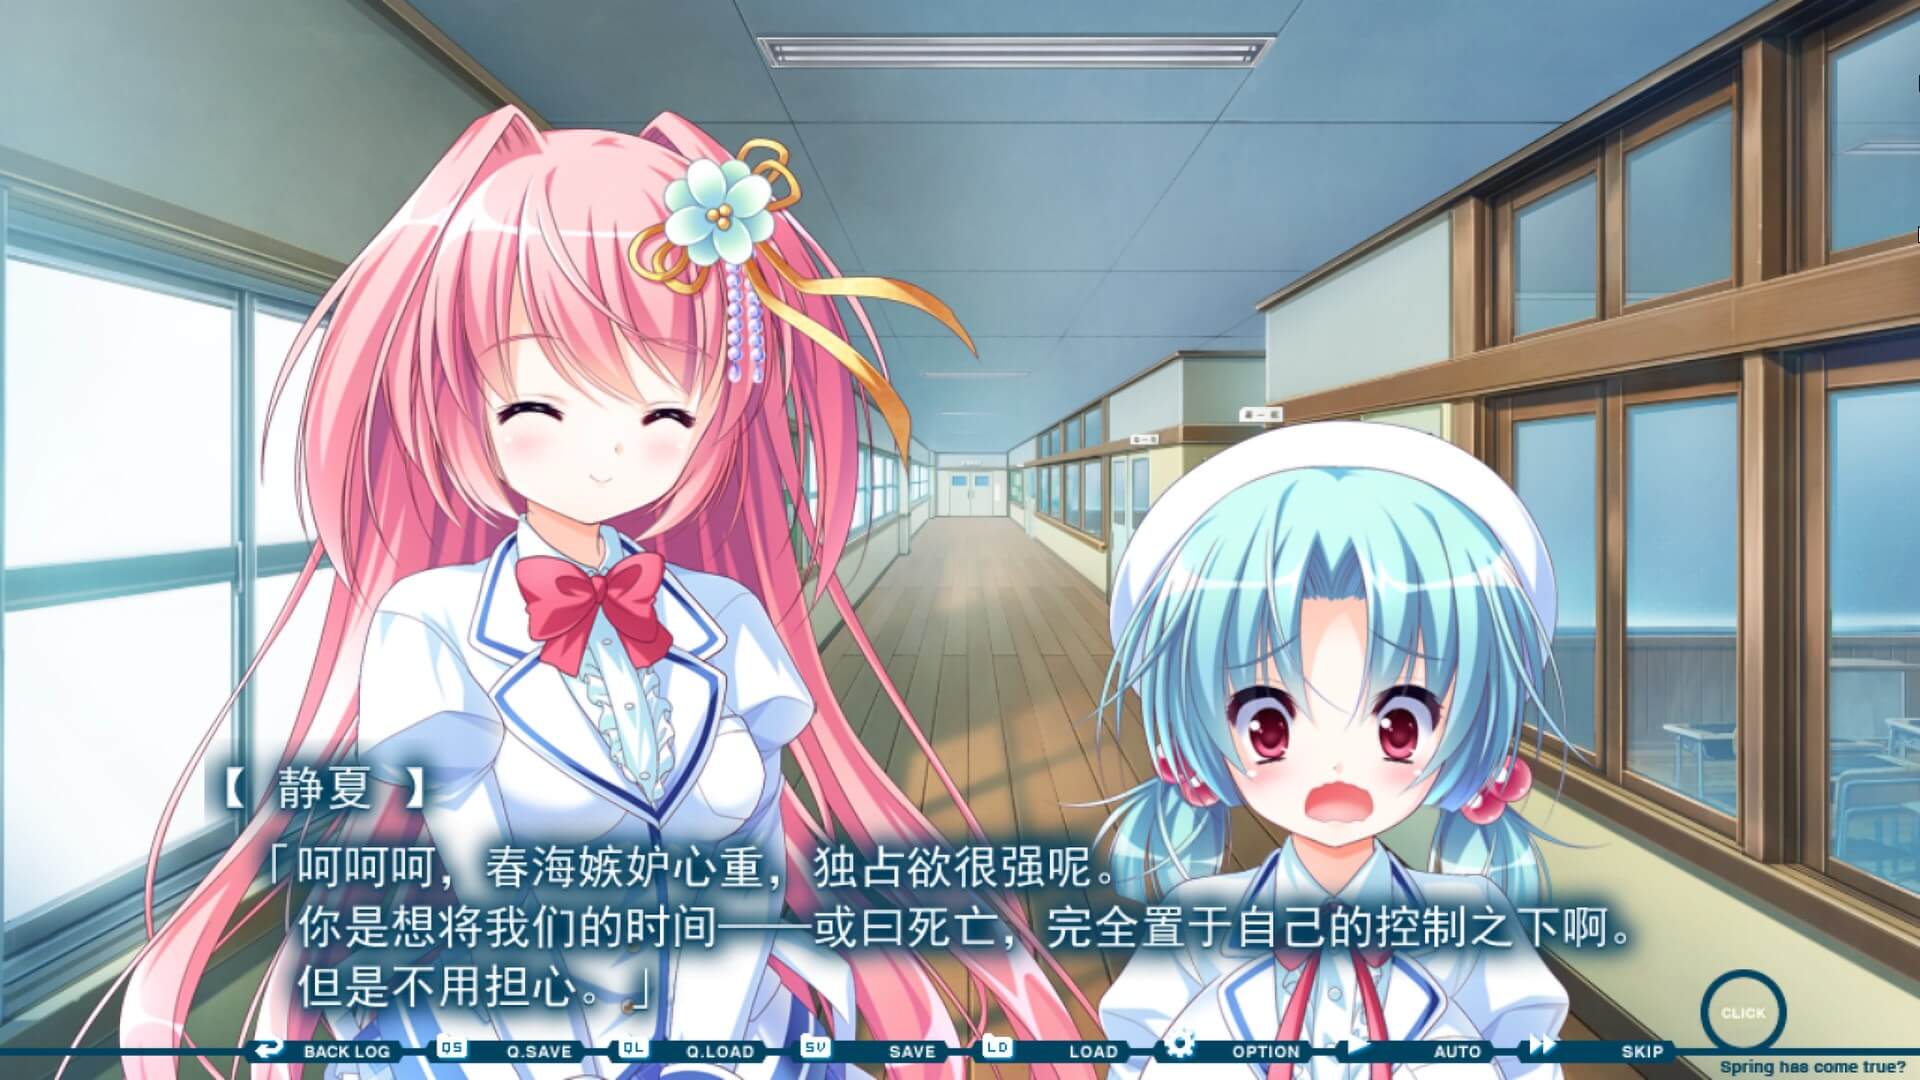 【 静夏 】
「呵呵呵，春海嫉妒心重，独占欲很强呢。
你是想将我们的时间——或曰死亡，完全置于自己的控制之下啊。
但是不用担心。」
CLICK
BACK LOG QS Q.SAVE QL Q.LOAD SV SAVE LD LOAD OPTION AUTO SKIP
Spring has come true?